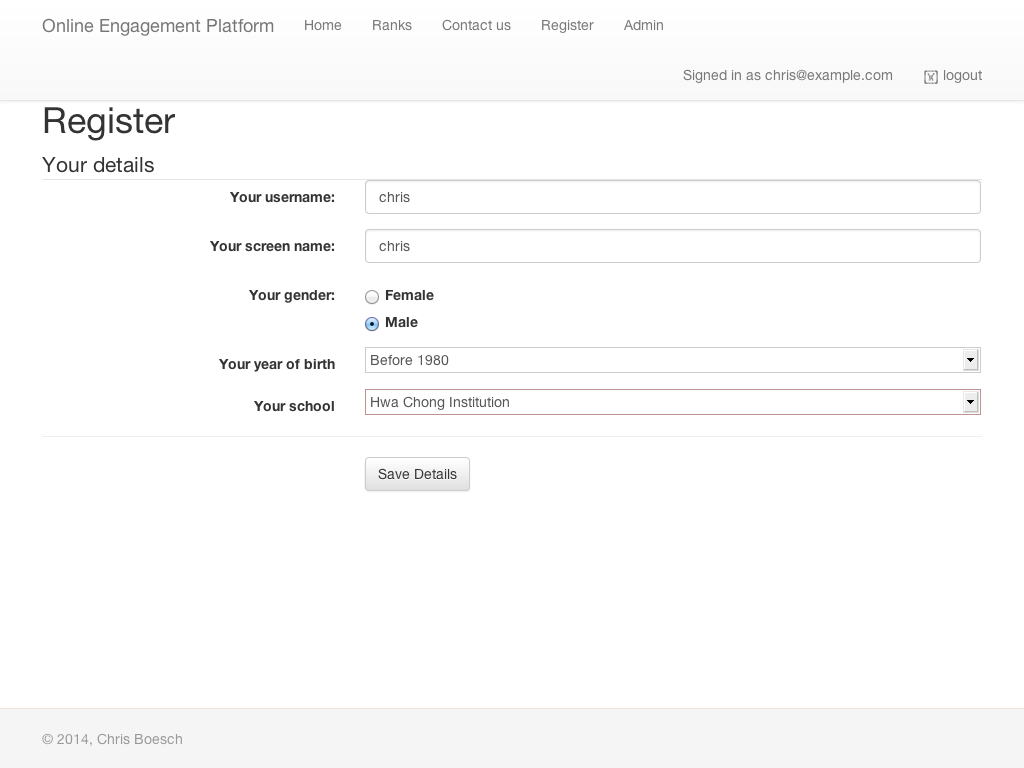 Online Engagement Platform Home Ranks Contact us Register Admin
Signed in as chris@example.com logout
Register
Your details
Your username: chris
Your screen name: chris
Your gender: Female
Male
Your year of birth Before 1980
Your school Hwa Chong Institution
Save Details
© 2014, Chris Boesch